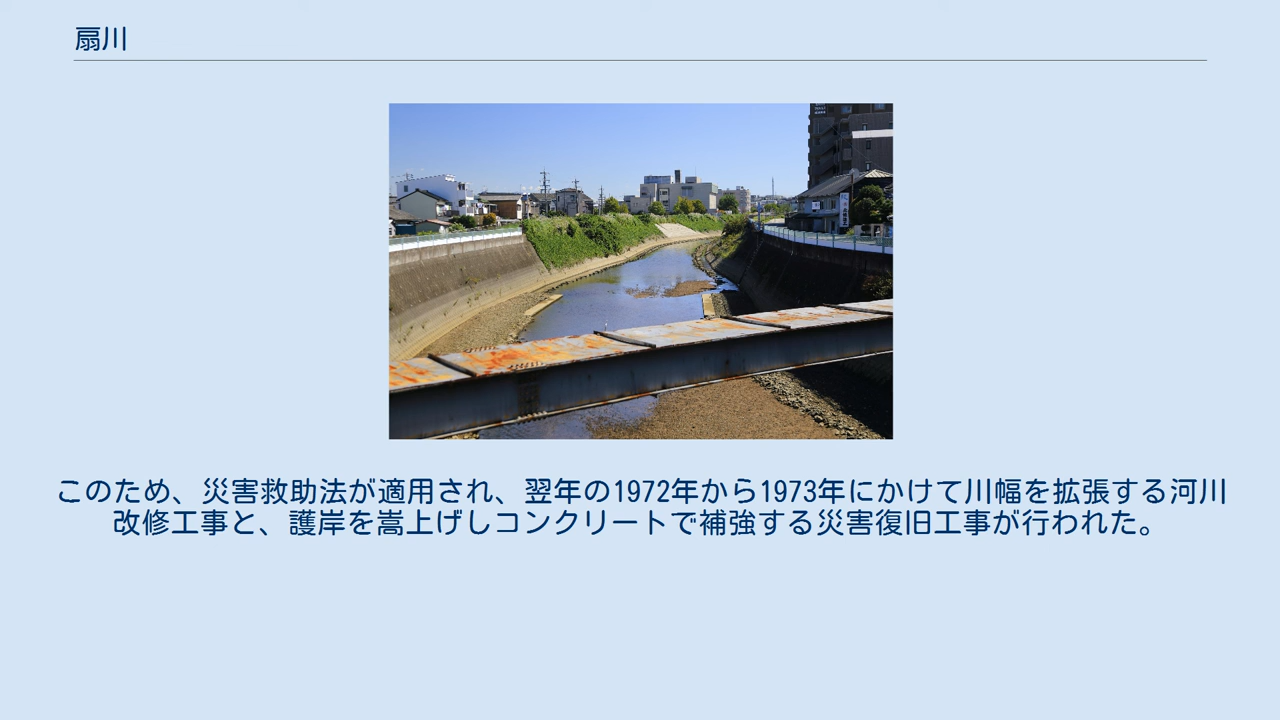 扇川
このため、災害救助法が適用され、翌年の1972年から1973年にかけて川幅を拡張する河川
改修工事と、護岸を嵩上げしコンクリートで補強する災害復旧工事が行われた。